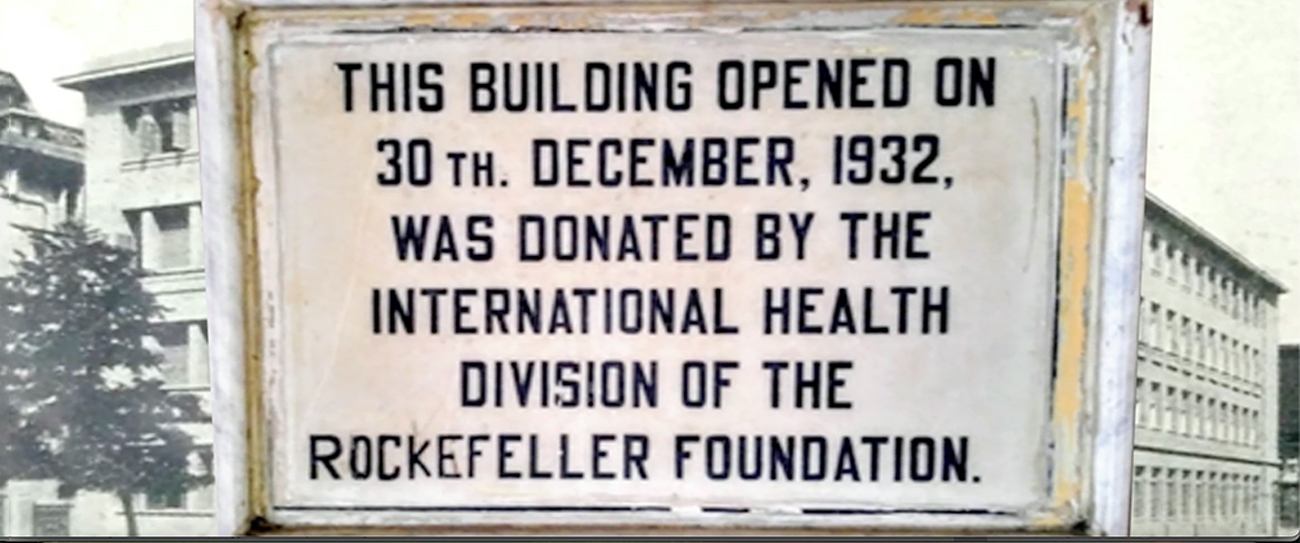 THIS BUILDING OPENED ON
30 TH. DECEMBER, 1932,
WAS DONATED BY THE
INTERNATIONAL HEALTH
DIVISION OF THE
ROCKEFELLER FOUNDATION.